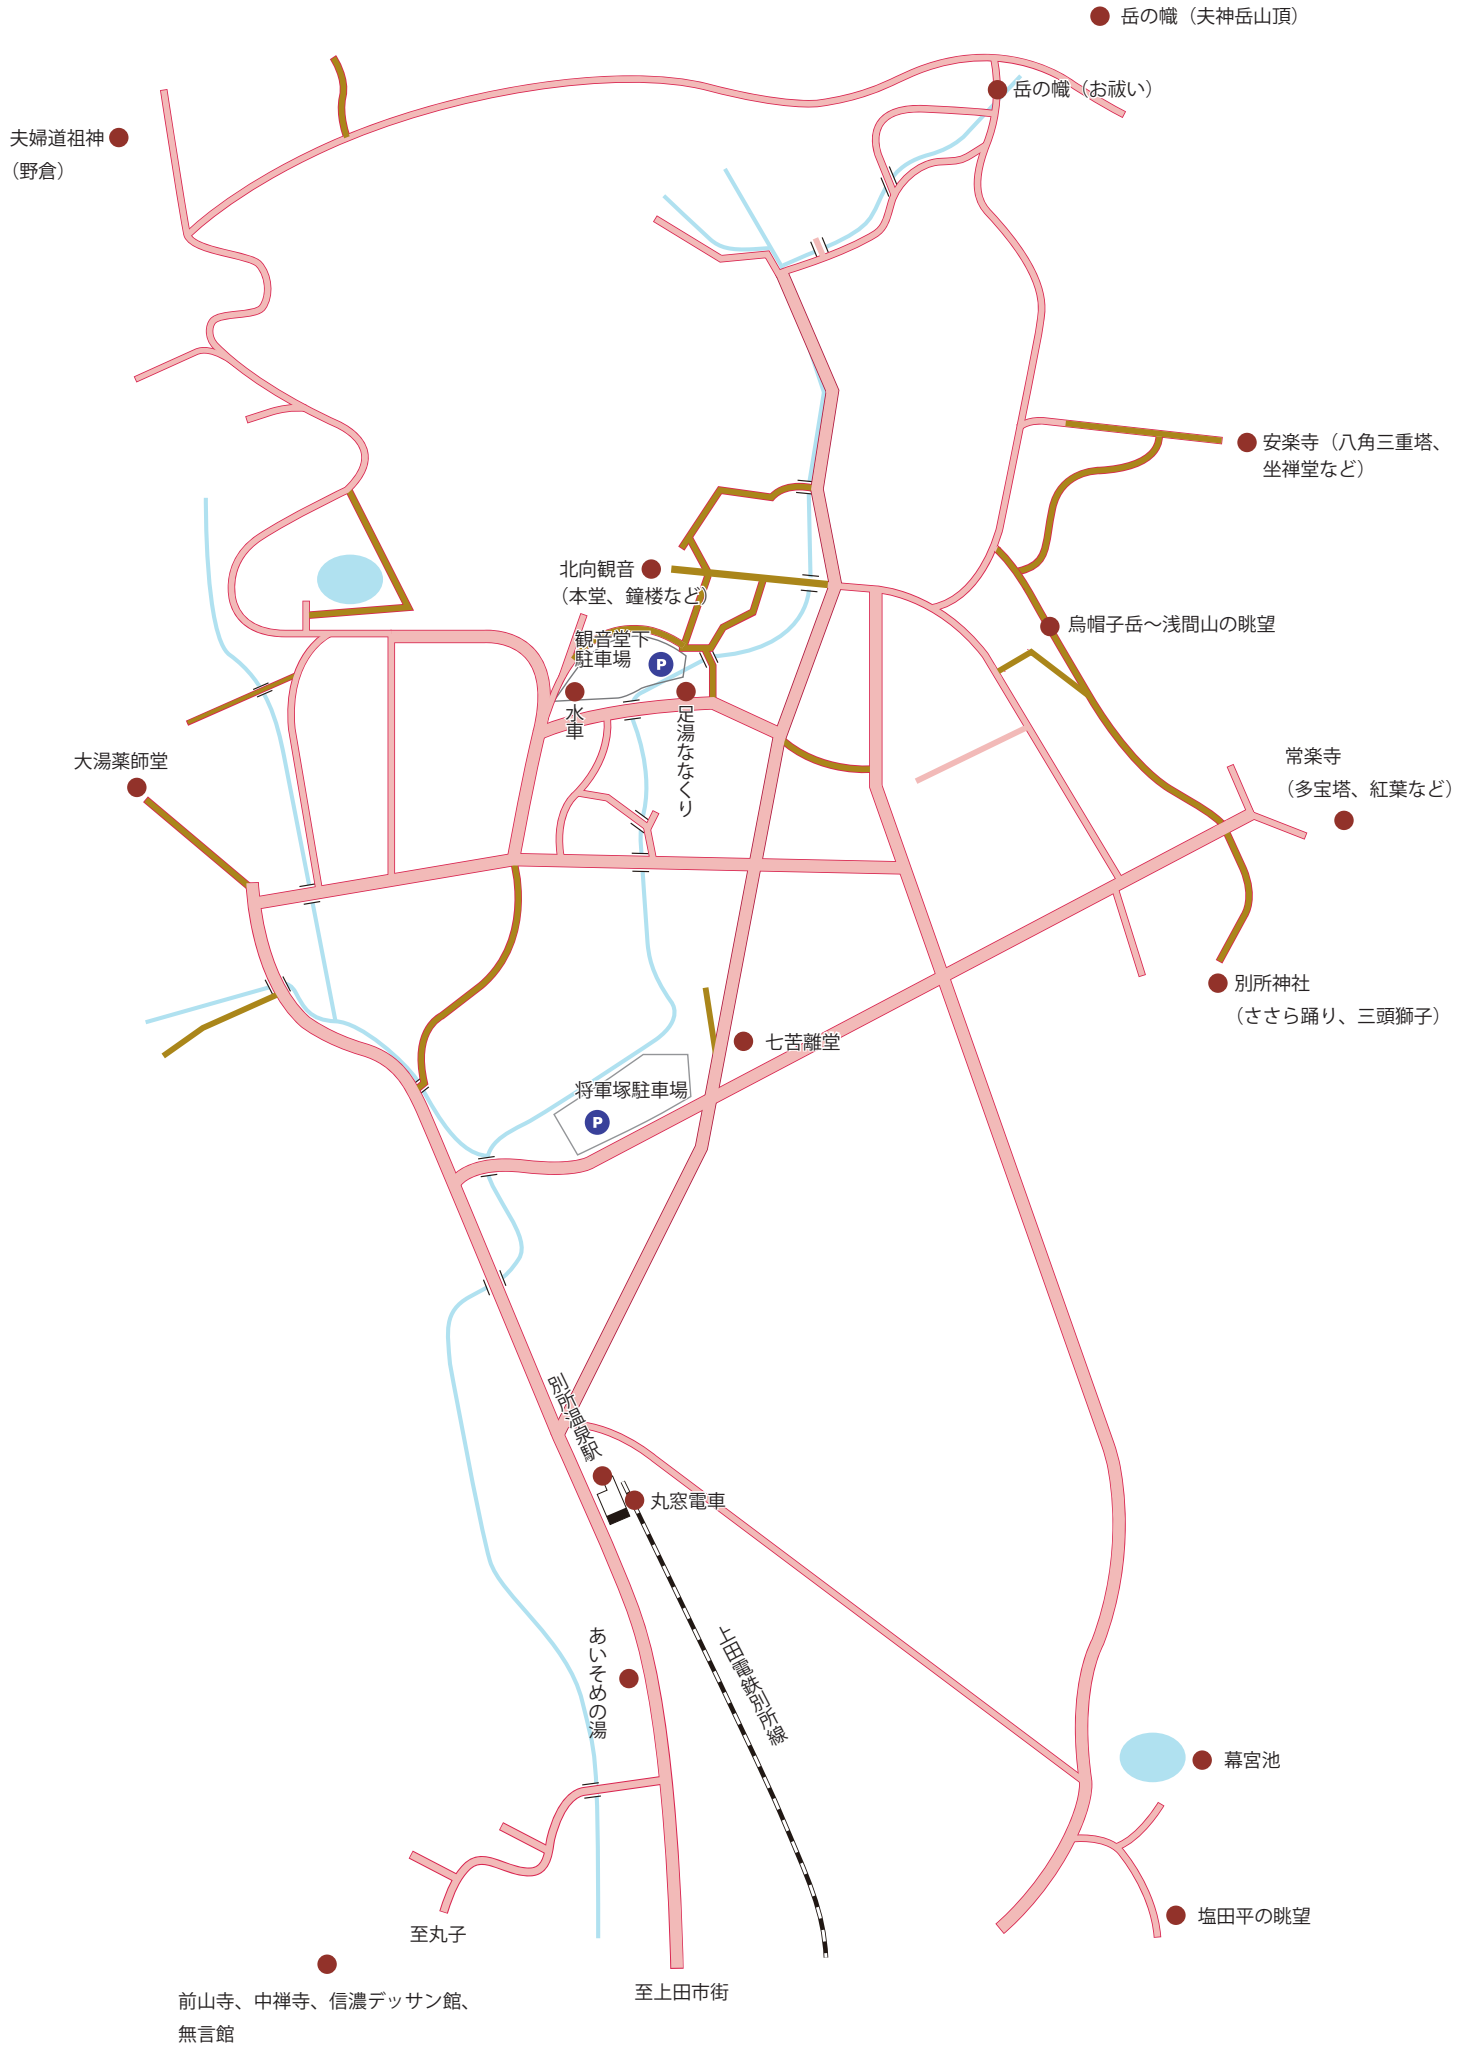 岳の幟（夫神岳山頂）
岳の幟（お祓い）
夫婦道祖神
（野倉）
安楽寺（八角三重塔、
坐禅堂など）
北向観音
（本堂、鐘楼など）
烏帽子岳～浅間山の眺望
観音堂下
駐車場
P
水車
足湯ななくり
大湯薬師堂
常楽寺
（多宝塔、紅葉など）
別所神社
（ささら踊り、三頭獅子）
七苦離堂
将軍塚駐車場
P
別所温泉駅
丸窓電車
あいそめの湯
上田電鉄別所線
幕宮池
塩田平の眺望
至丸子
至上田市街
前山寺、中禅寺、信濃デッサン館、
無言館